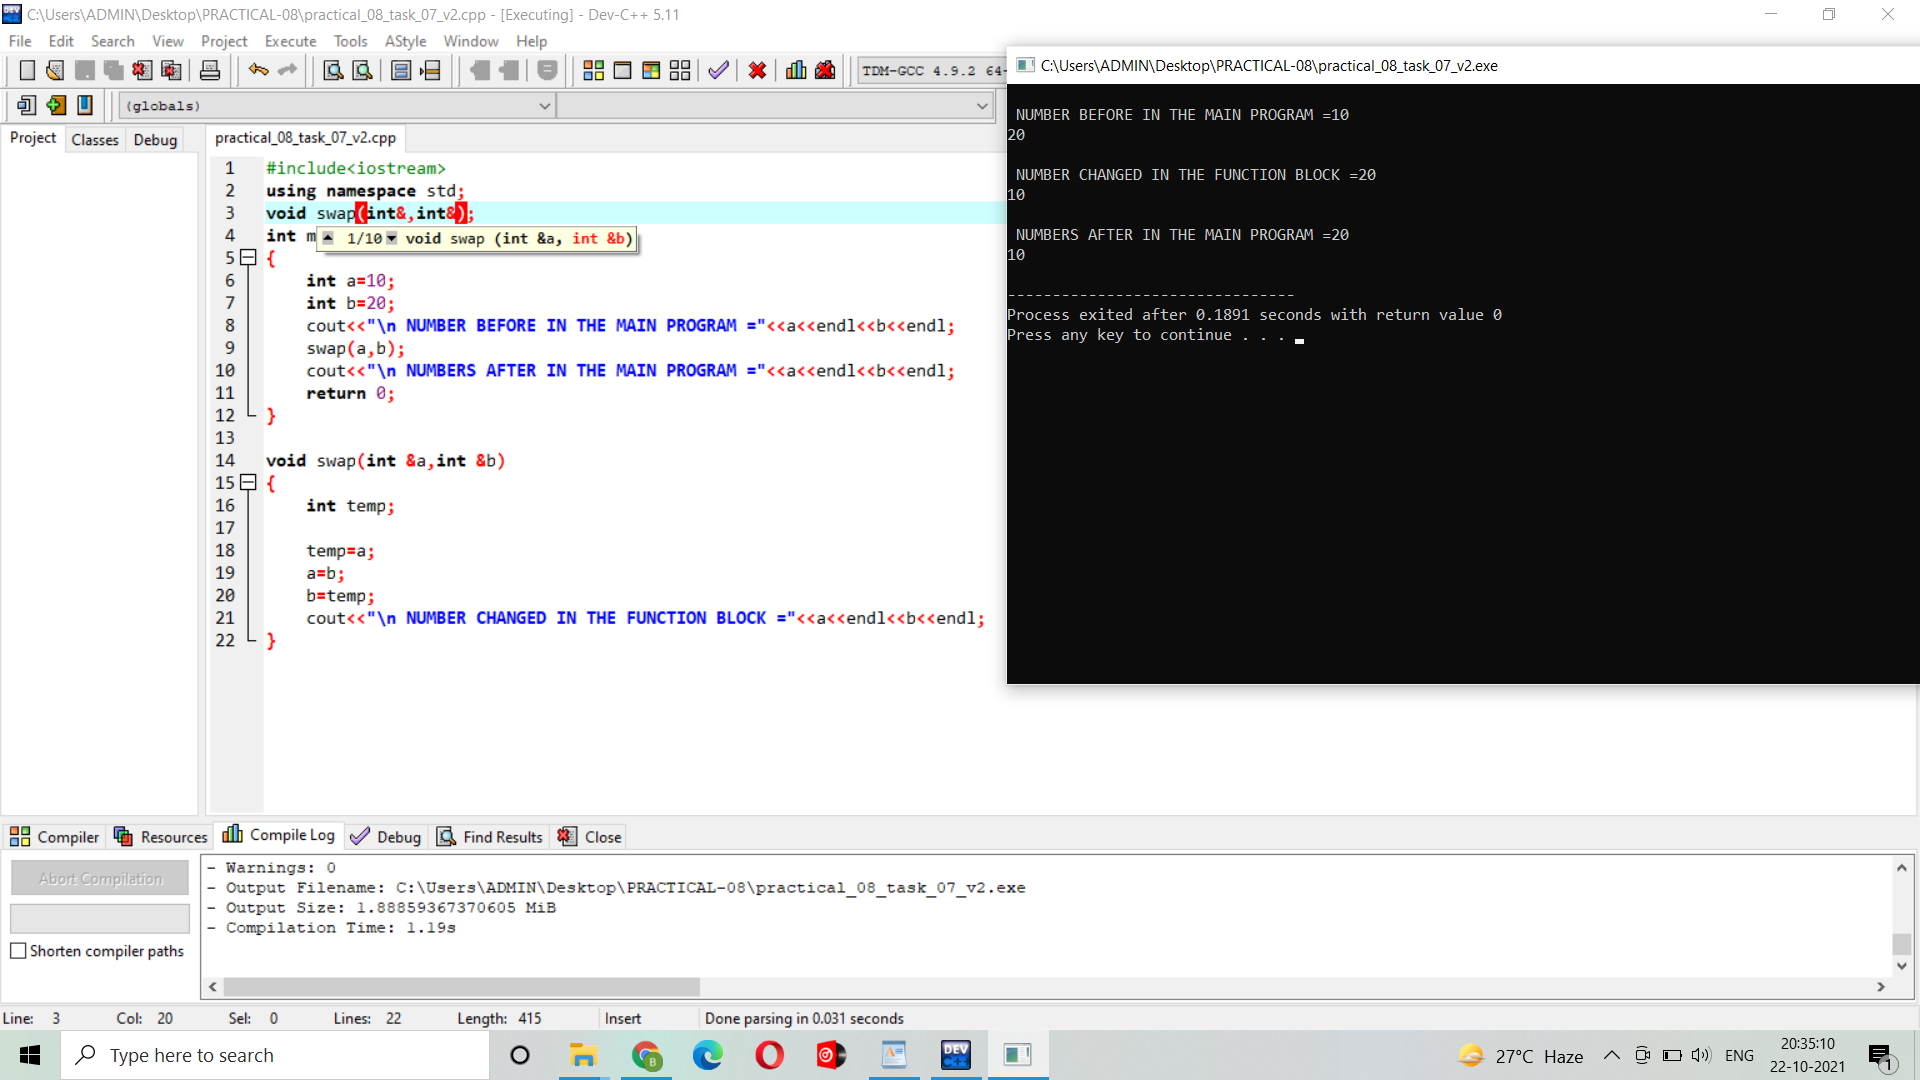 C:\Users\ADMIN\Desktop\PRACTICAL-08\practical_08_task_07_v2.cpp - [Executing] - Dev-C++ 5.11
File Edit Search View Project Execute Tools AStyle Window Help
TDM-GCC 4.9.2 64-
(globals)
Project Classes Debug
practical_08_task_07_v2.cpp
1 #include<iostream>
2 using namespace std;
3 void swap(int&,int&);
4 int m
1/10 void swap (int &a, int &b)
5 {
6 int a=10;
7 int b=20;
8 cout<<"\n NUMBER BEFORE IN THE MAIN PROGRAM ="<<a<<endl<<b<<endl;
9 swap(a,b);
10 cout<<"\n NUMBERS AFTER IN THE MAIN PROGRAM ="<<a<<endl<<b<<endl;
11 return 0;
12 }
13
14 void swap(int &a,int &b)
15 {
16 int temp;
17
18 temp=a;
19 a=b;
20 b=temp;
21 cout<<"\n NUMBER CHANGED IN THE FUNCTION BLOCK ="<<a<<endl<<b<<endl;
22 }
C:\Users\ADMIN\Desktop\PRACTICAL-08\practical_08_task_07_v2.exe
NUMBER BEFORE IN THE MAIN PROGRAM =10
20
NUMBER CHANGED IN THE FUNCTION BLOCK =20
10
NUMBERS AFTER IN THE MAIN PROGRAM =20
10
--------------------------------
Process exited after 0.1891 seconds with return value 0
Press any key to continue . . .
Compiler Resources Compile Log Debug Find Results Close
Abort Compilation
Shorten compiler paths
- Warnings: 0
- Output Filename: C:\Users\ADMIN\Desktop\PRACTICAL-08\practical_08_task_07_v2.exe
- Output Size: 1.88859367370605 MiB
- Compilation Time: 1.19s
Line: 3 Col: 20 Sel: 0 Lines: 22 Length: 415 Insert Done parsing in 0.031 seconds
Type here to search
B
DEV C++
27°C Haze
ENG
20:35:10
22-10-2021
1